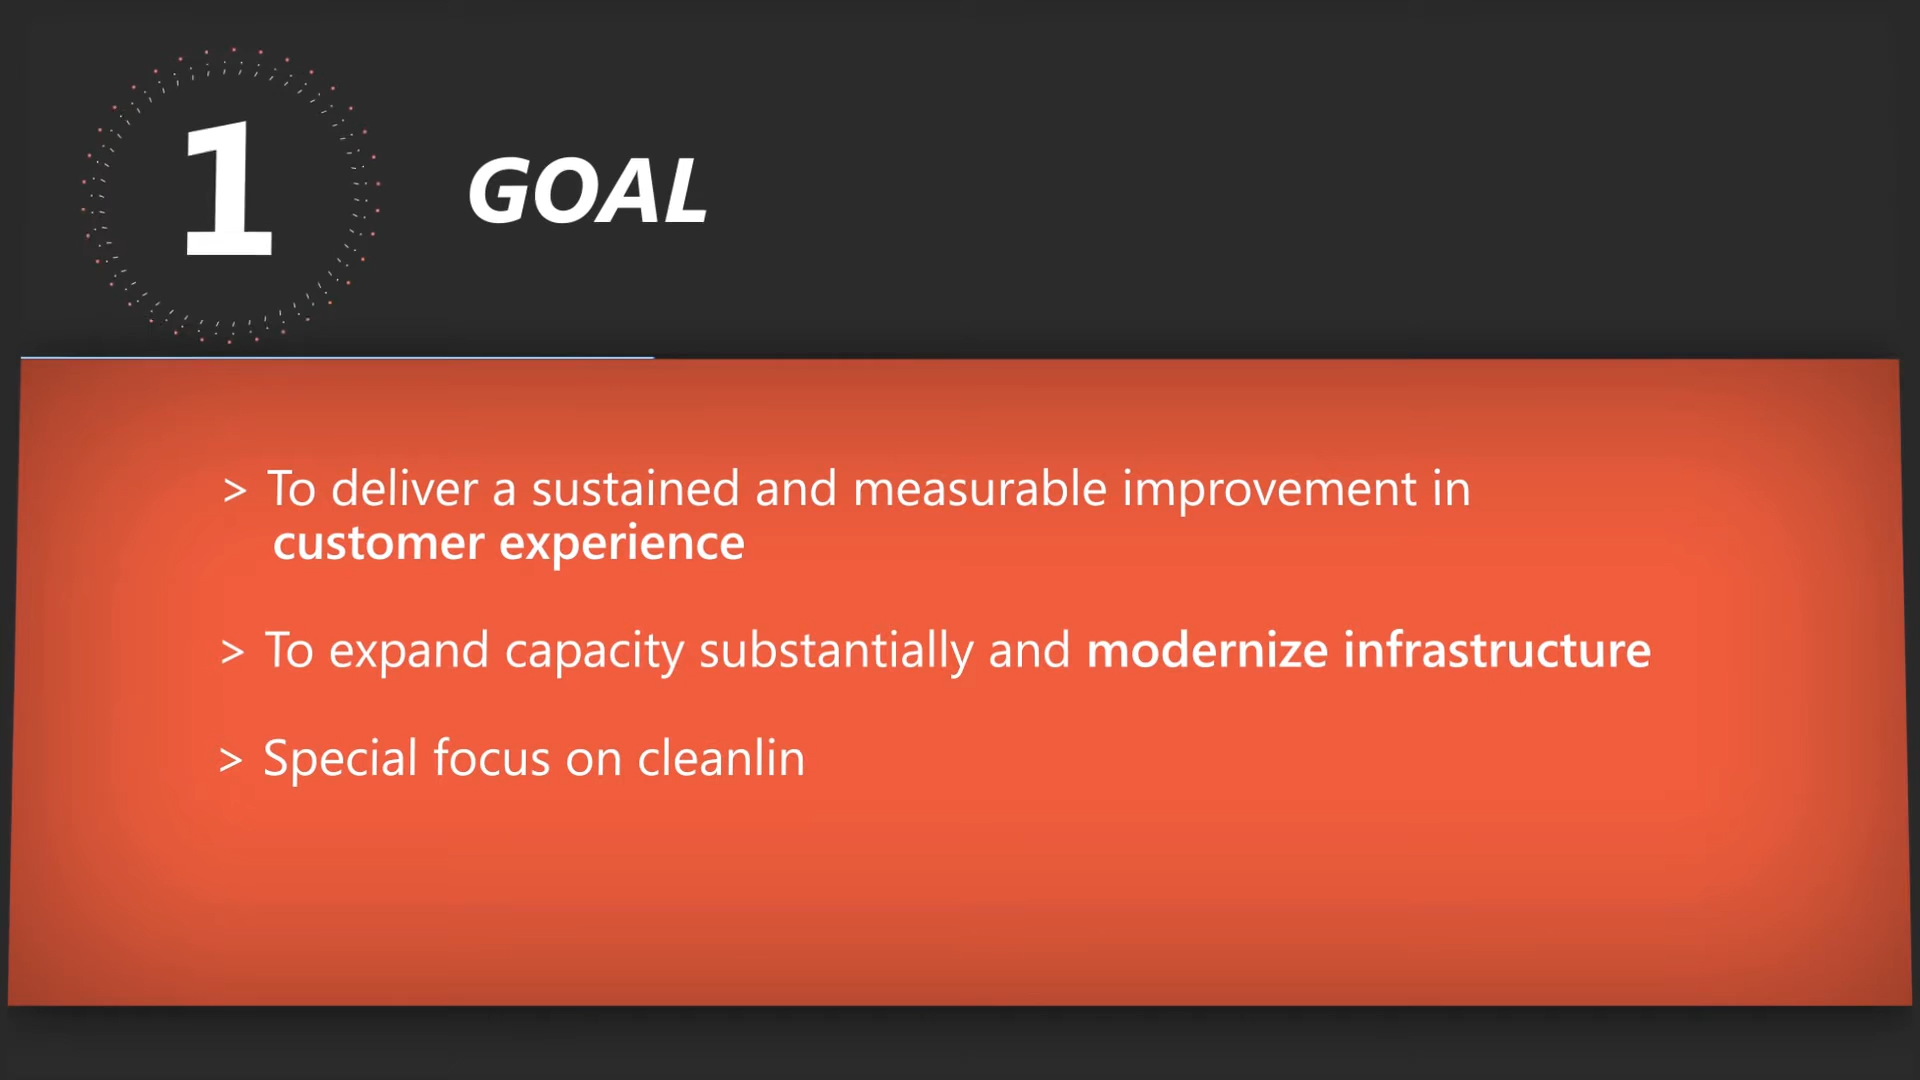 1
GOAL
> To deliver a sustained and measurable improvement in
customer experience
> To expand capacity substantially and modernize infrastructure
> Special focus on cleanlin